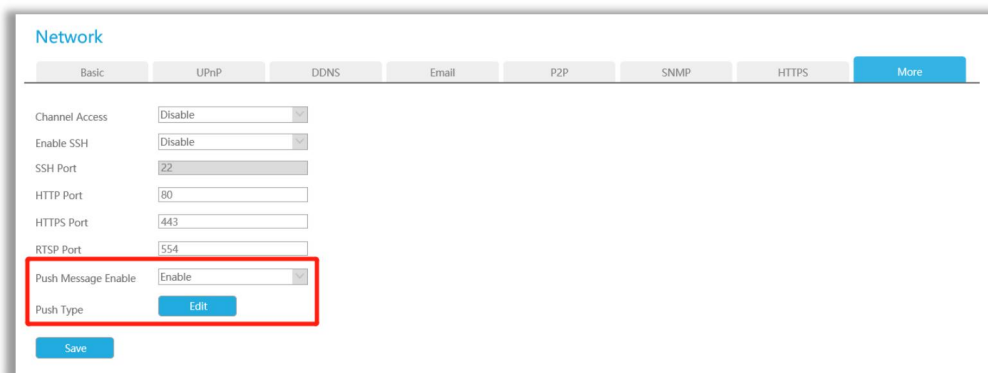 Network
Basic UPnP DDNS Email P2P SNMP HTTPS More
Channel Access Disable
Enable SSH Disable
SSH Port 22
HTTP Port 80
HTTPS Port 443
RTSP Port 554
Push Message Enable Enable
Push Type Edit
Save